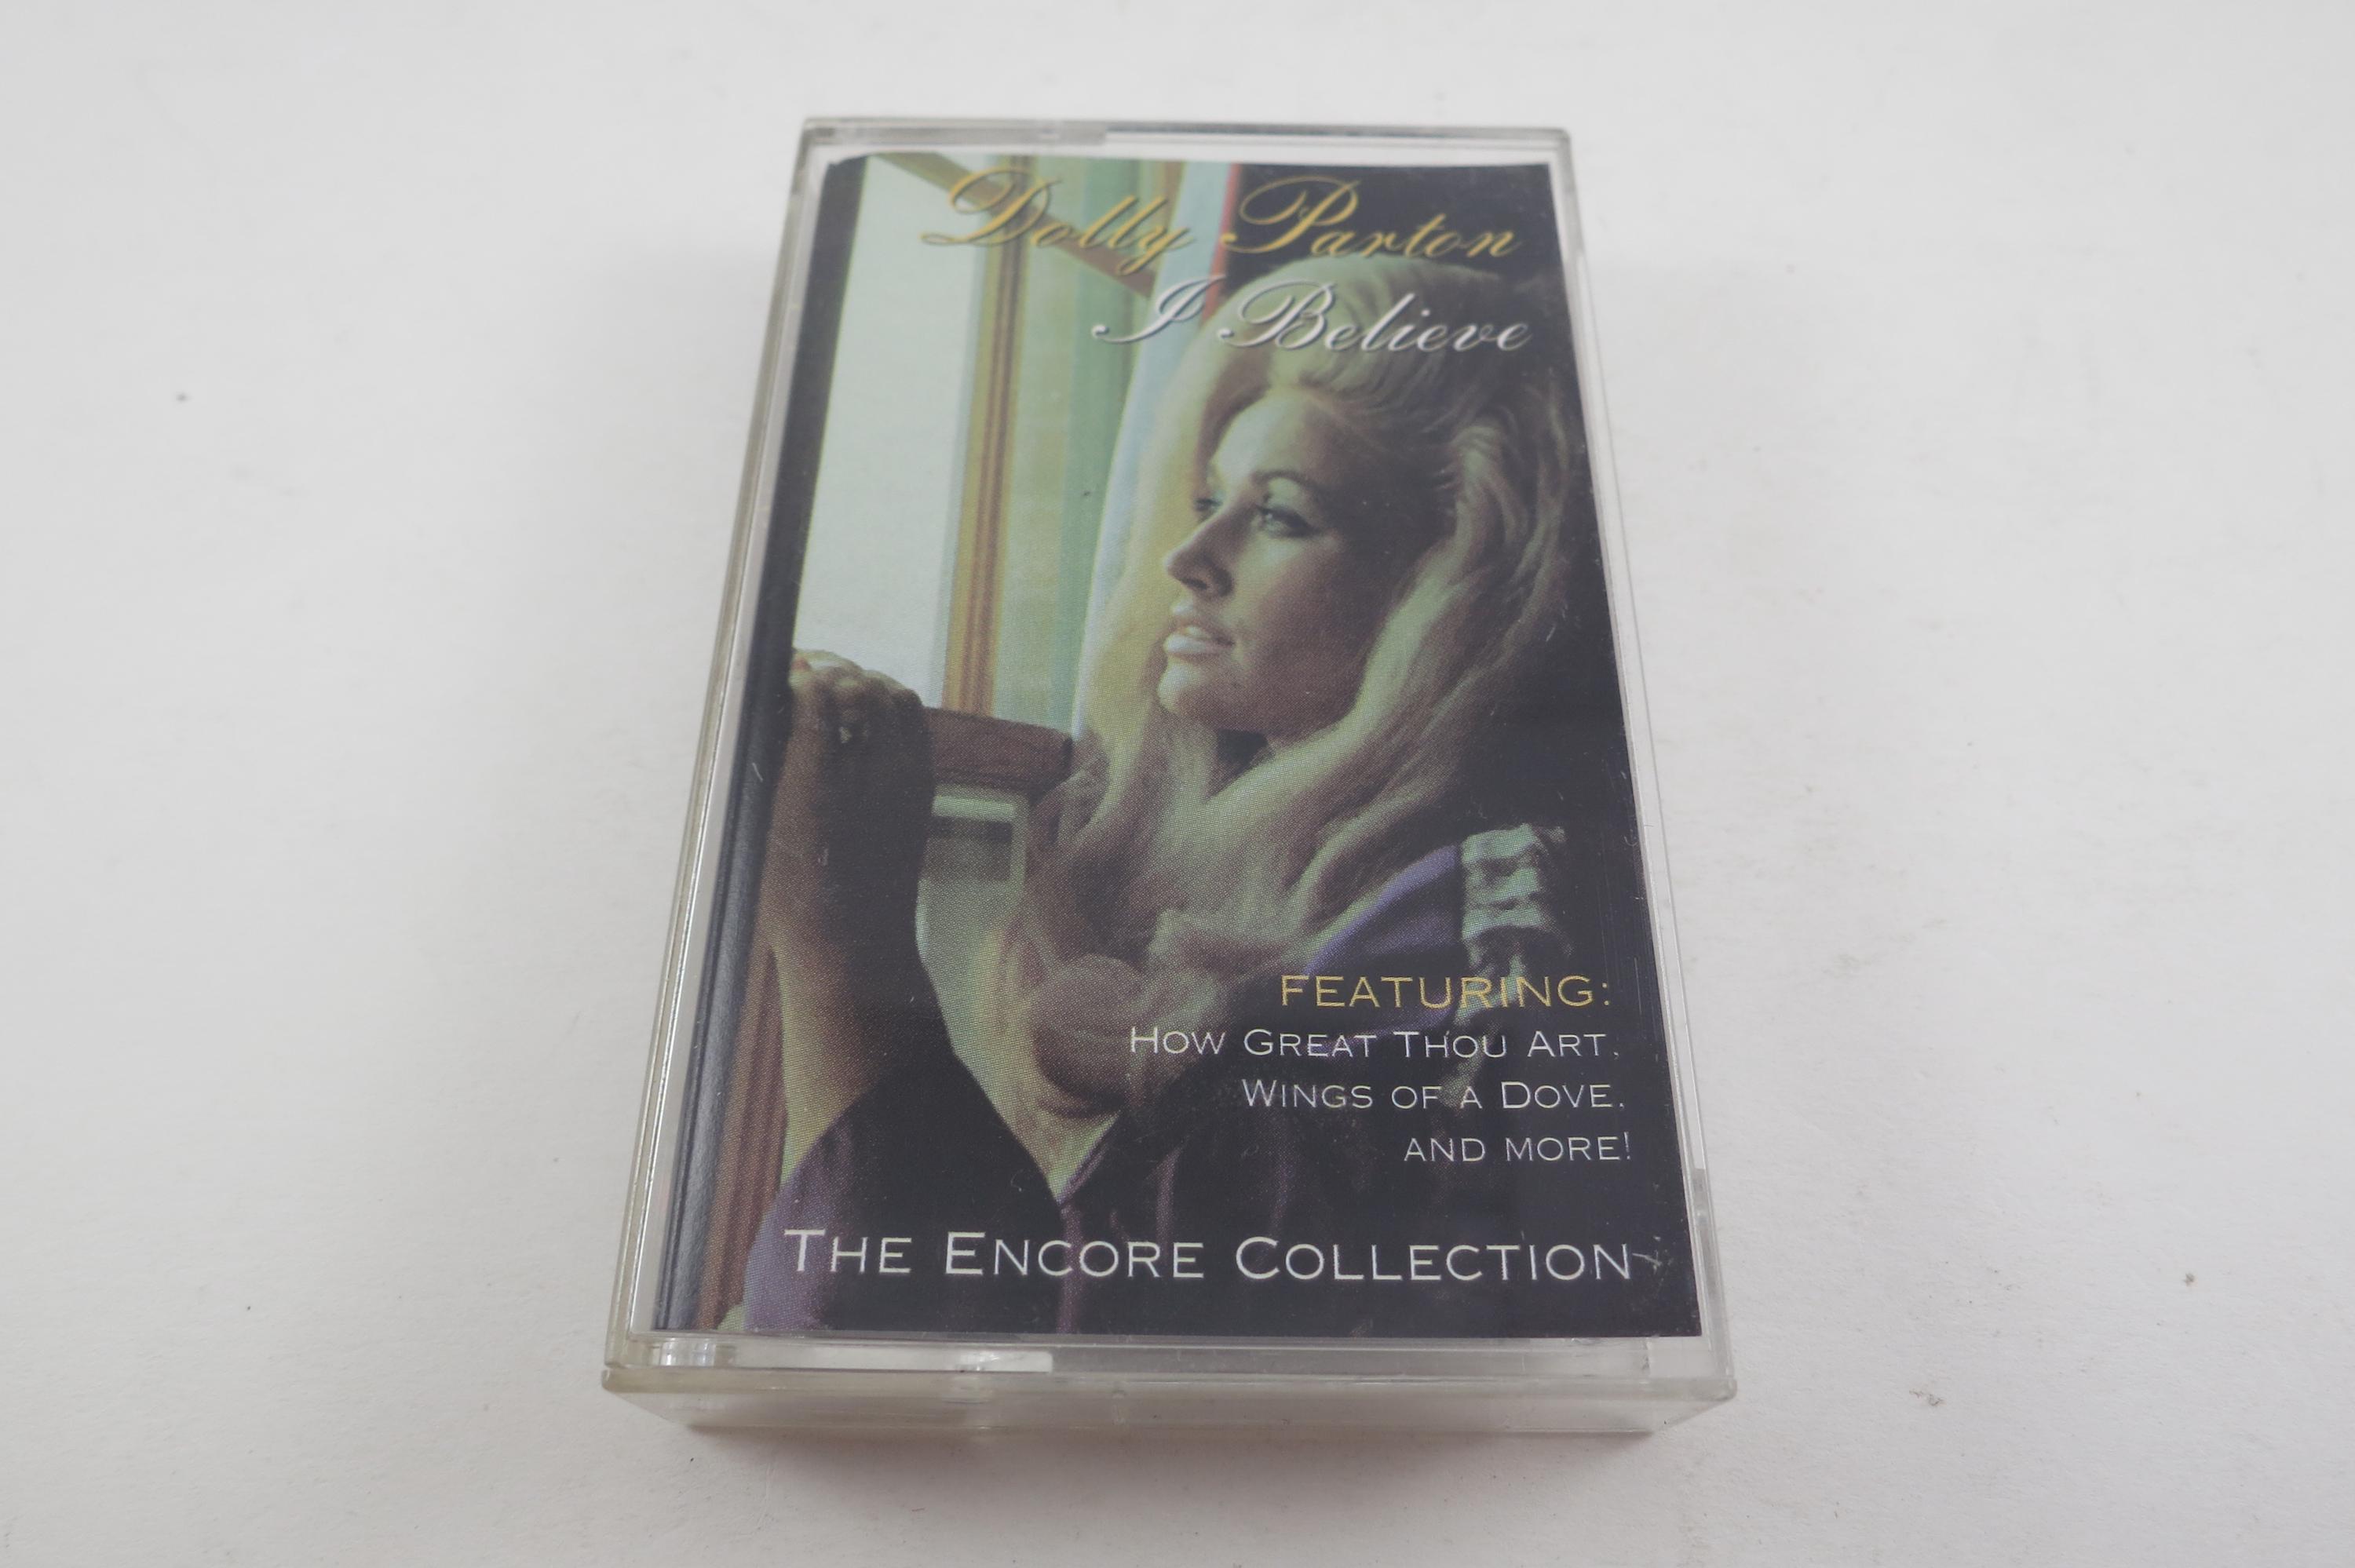 Dolly Parton
I Believe
FEATURING:
HOW GREAT THOU ART,
WINGS OF A DOVE,
AND MORE!
THE ENCORE COLLECTION